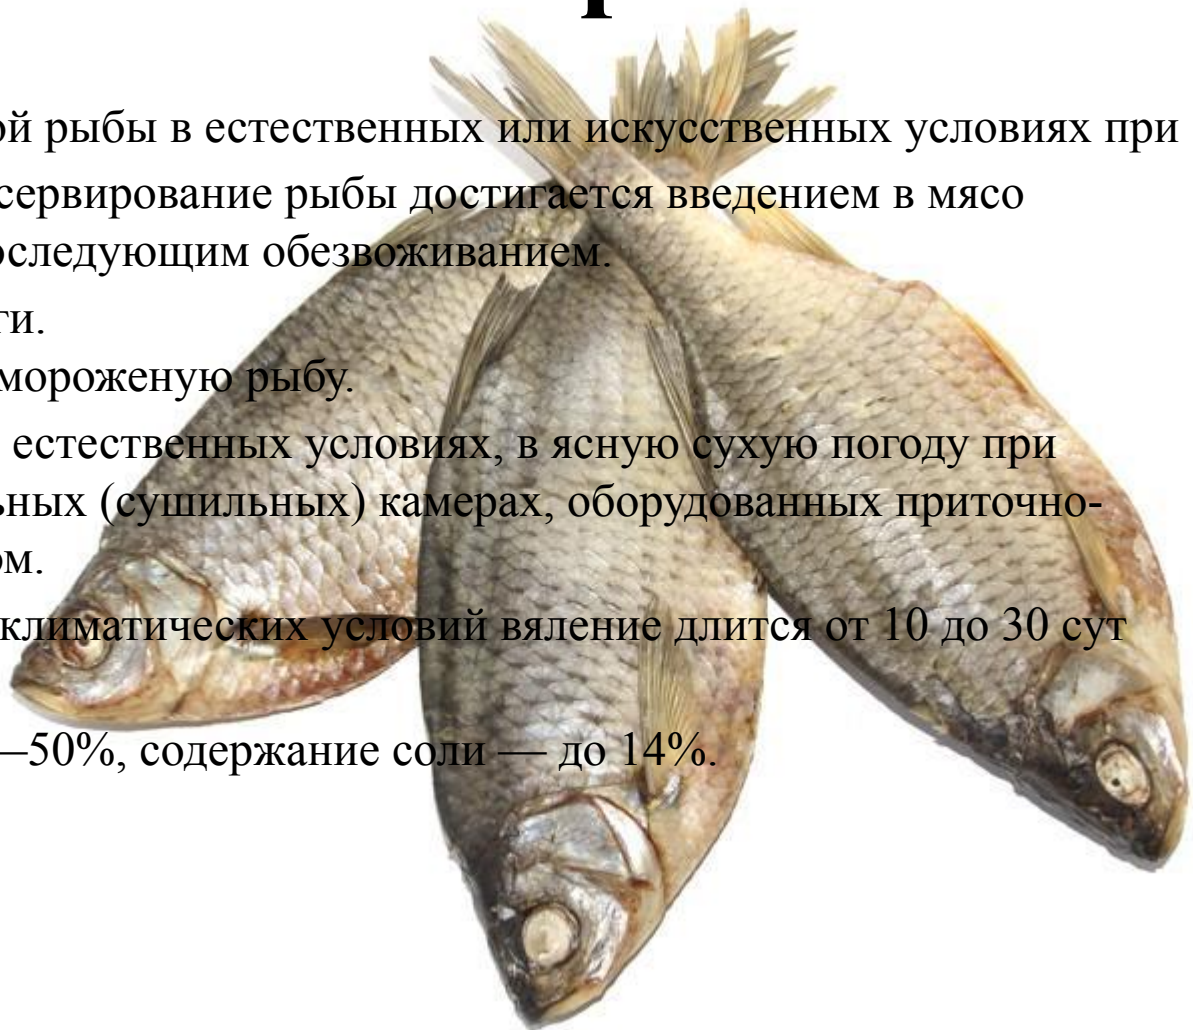 ой рыбы в естественных или искусственных условиях при
сервирование рыбы достигается введением в мясо
оследующим обезвоживанием.
ги.
мороженую рыбу.
естественных условиях, в ясную сухую погоду при
ьных (сушильных) камерах, оборудованных приточно-
ом.
климатических условий вяление длится от 10 до 30 сут
—50%, содержание соли — до 14%.